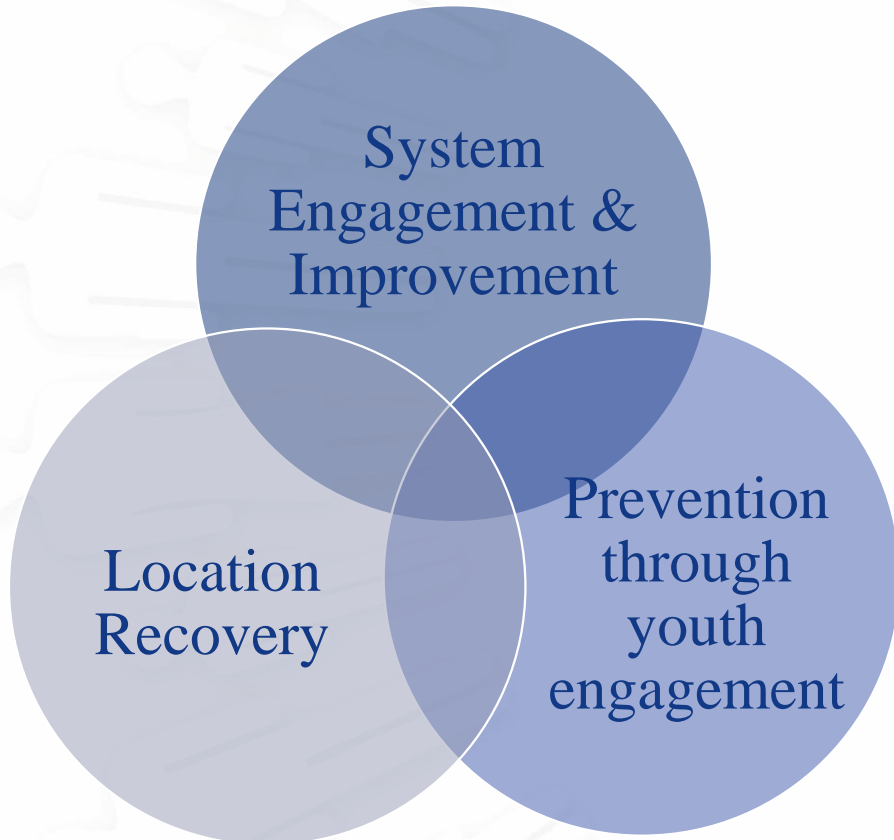 System
Engagement &
Improvement
Location
Recovery
Prevention
through
youth
engagement